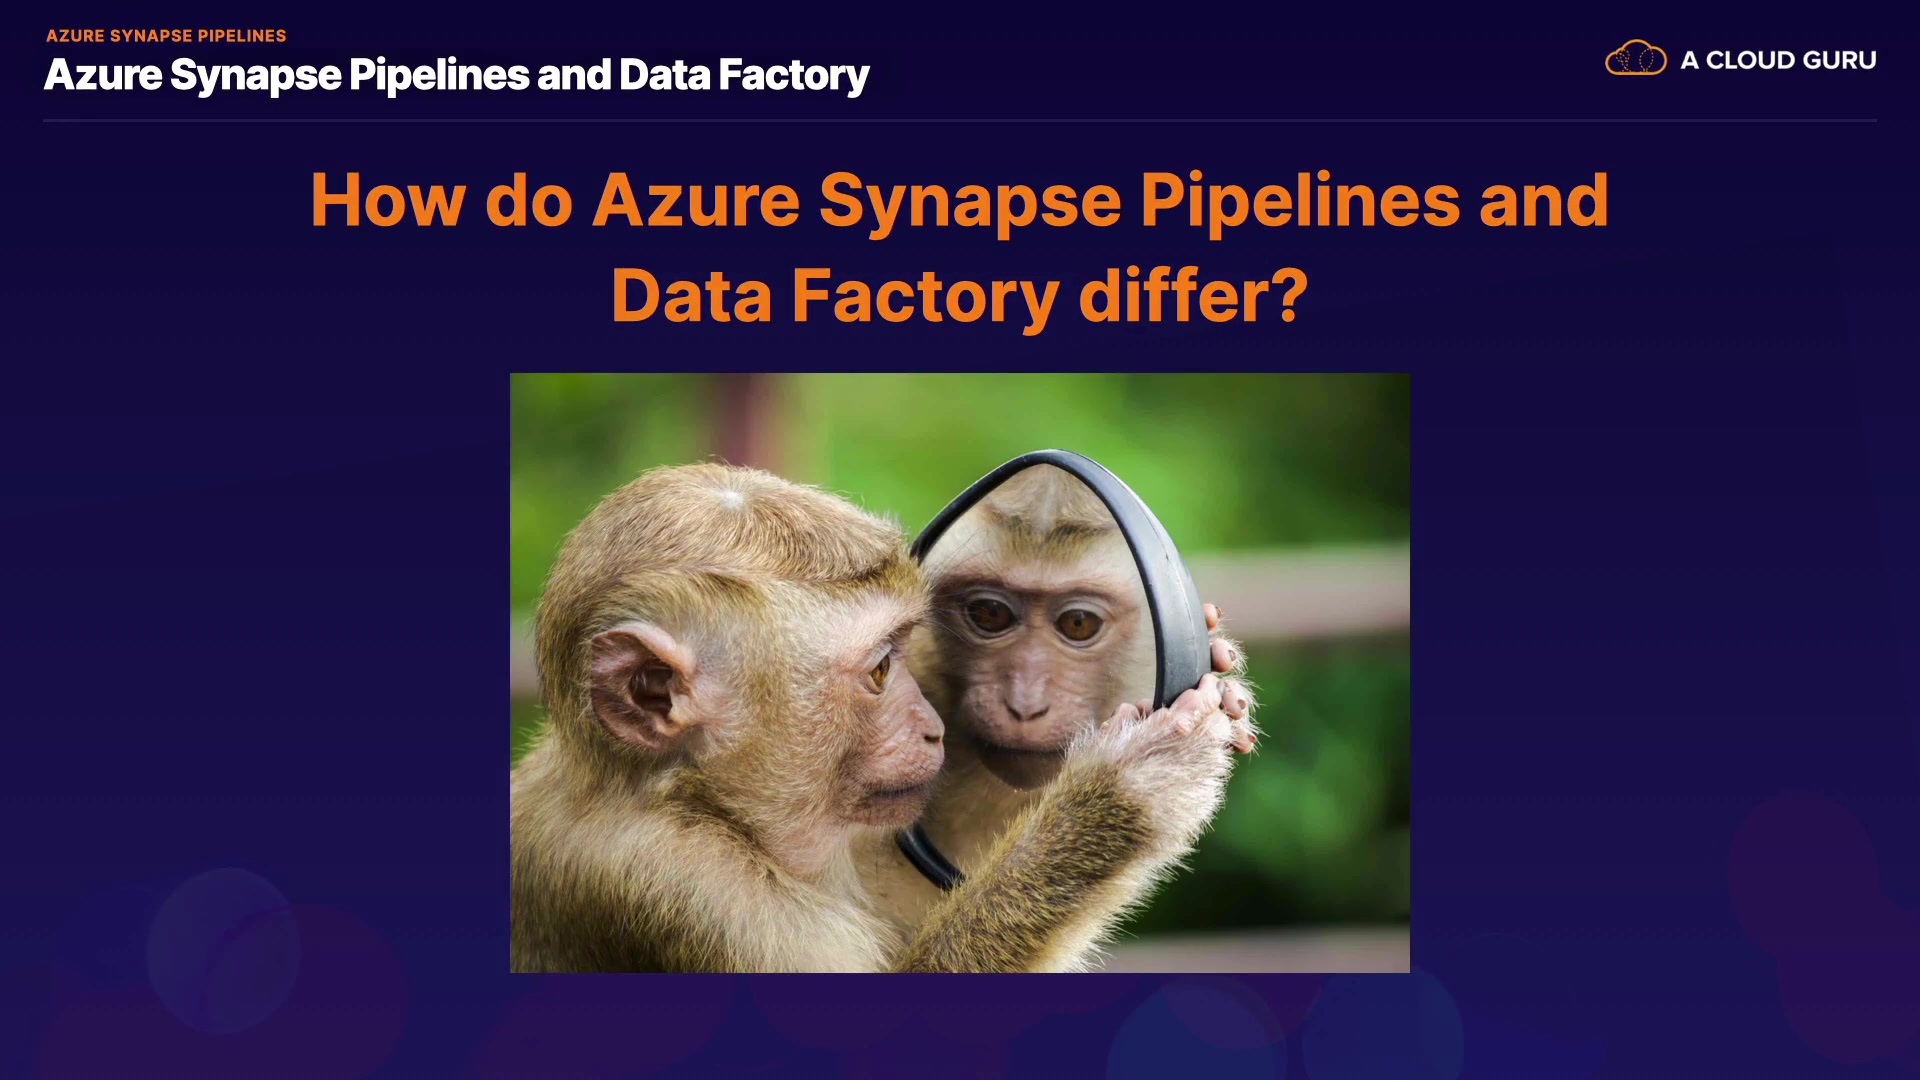 AZURE SYNAPSE PIPELINES
Azure Synapse Pipelines and Data Factory
A CLOUD GURU
How do Azure Synapse Pipelines and
Data Factory differ?